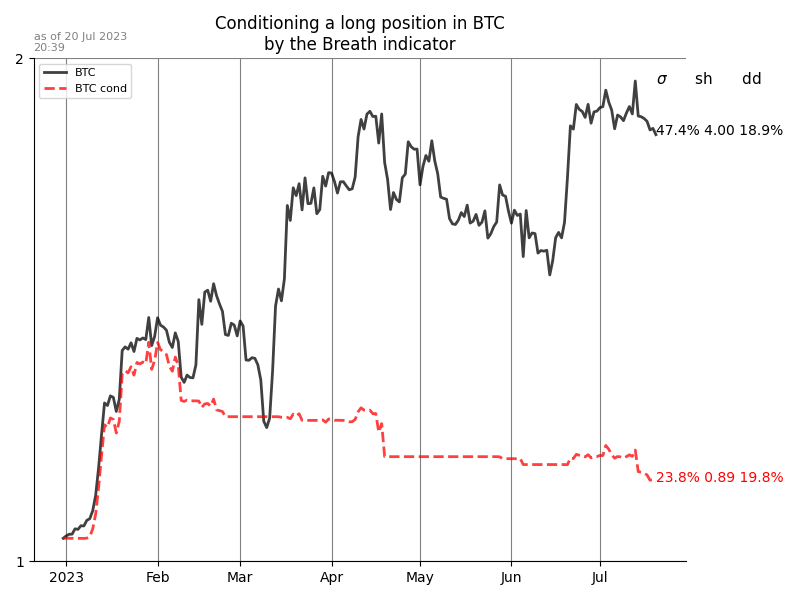 Conditioning a long position in BTC
by the Breath indicator
as of 20 Jul 2023
20:39
2
BTC
BTC cond
σ sh dd
47.4% 4.00 18.9%
23.8% 0.89 19.8%
1
2023 Feb Mar Apr May Jun Jul